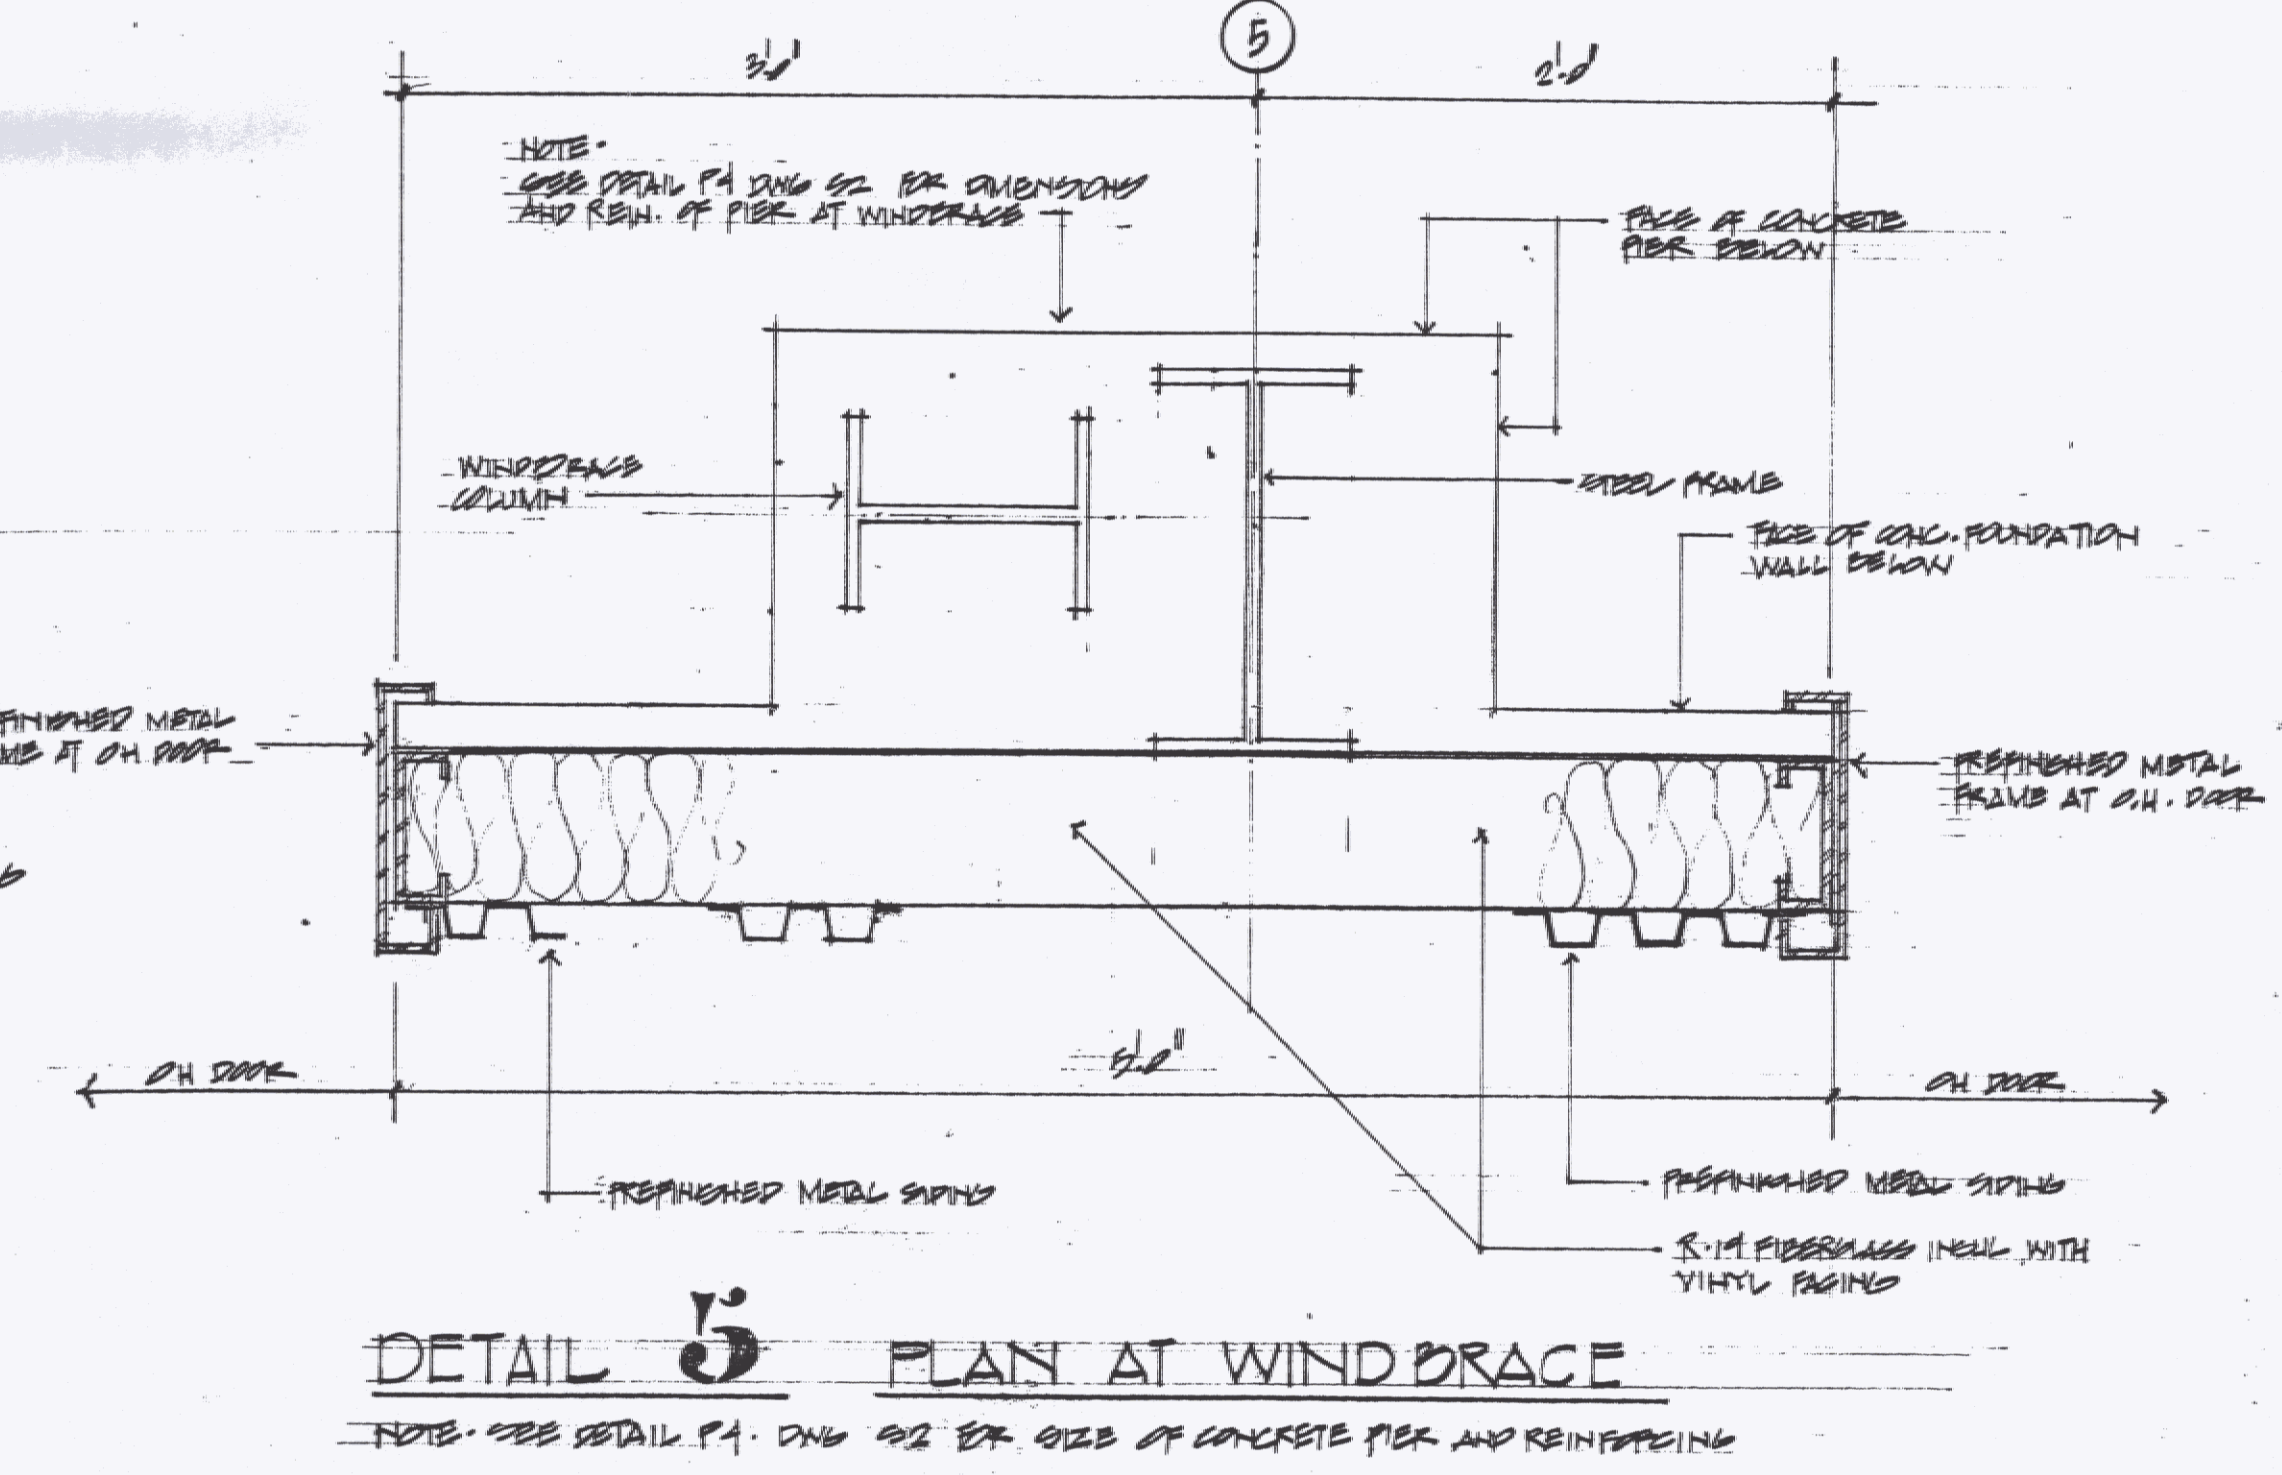 5
3'-0"
2'-0"
NOTE.
SEE DETAIL P4 DWG S2 FOR DIMENSIONS
AND REIN. OF PIER AT WINDBRACE
FACE OF CONCRETE
PIER BELOW
WINDBRACE
COLUMN
STEEL FRAME
FACE OF CONC. FOUNDATION
WALL BELOW
FINISHED METAL
ME AT OH DOOR
PREFINISHED METAL
FRAME AT O.H. DOOR
G
OH DOOR
5'-0"
OH DOOR
PREFINISHED METAL SIDING
PREFINISHED METAL SIDING
R-19 FIBERGLASS INSUL WITH
VINYL FACING
DETAIL 5 PLAN AT WINDBRACE
NOTE. SEE DETAIL P4. DWG S2 FOR SIZE OF CONCRETE PIER AND REINFORCING